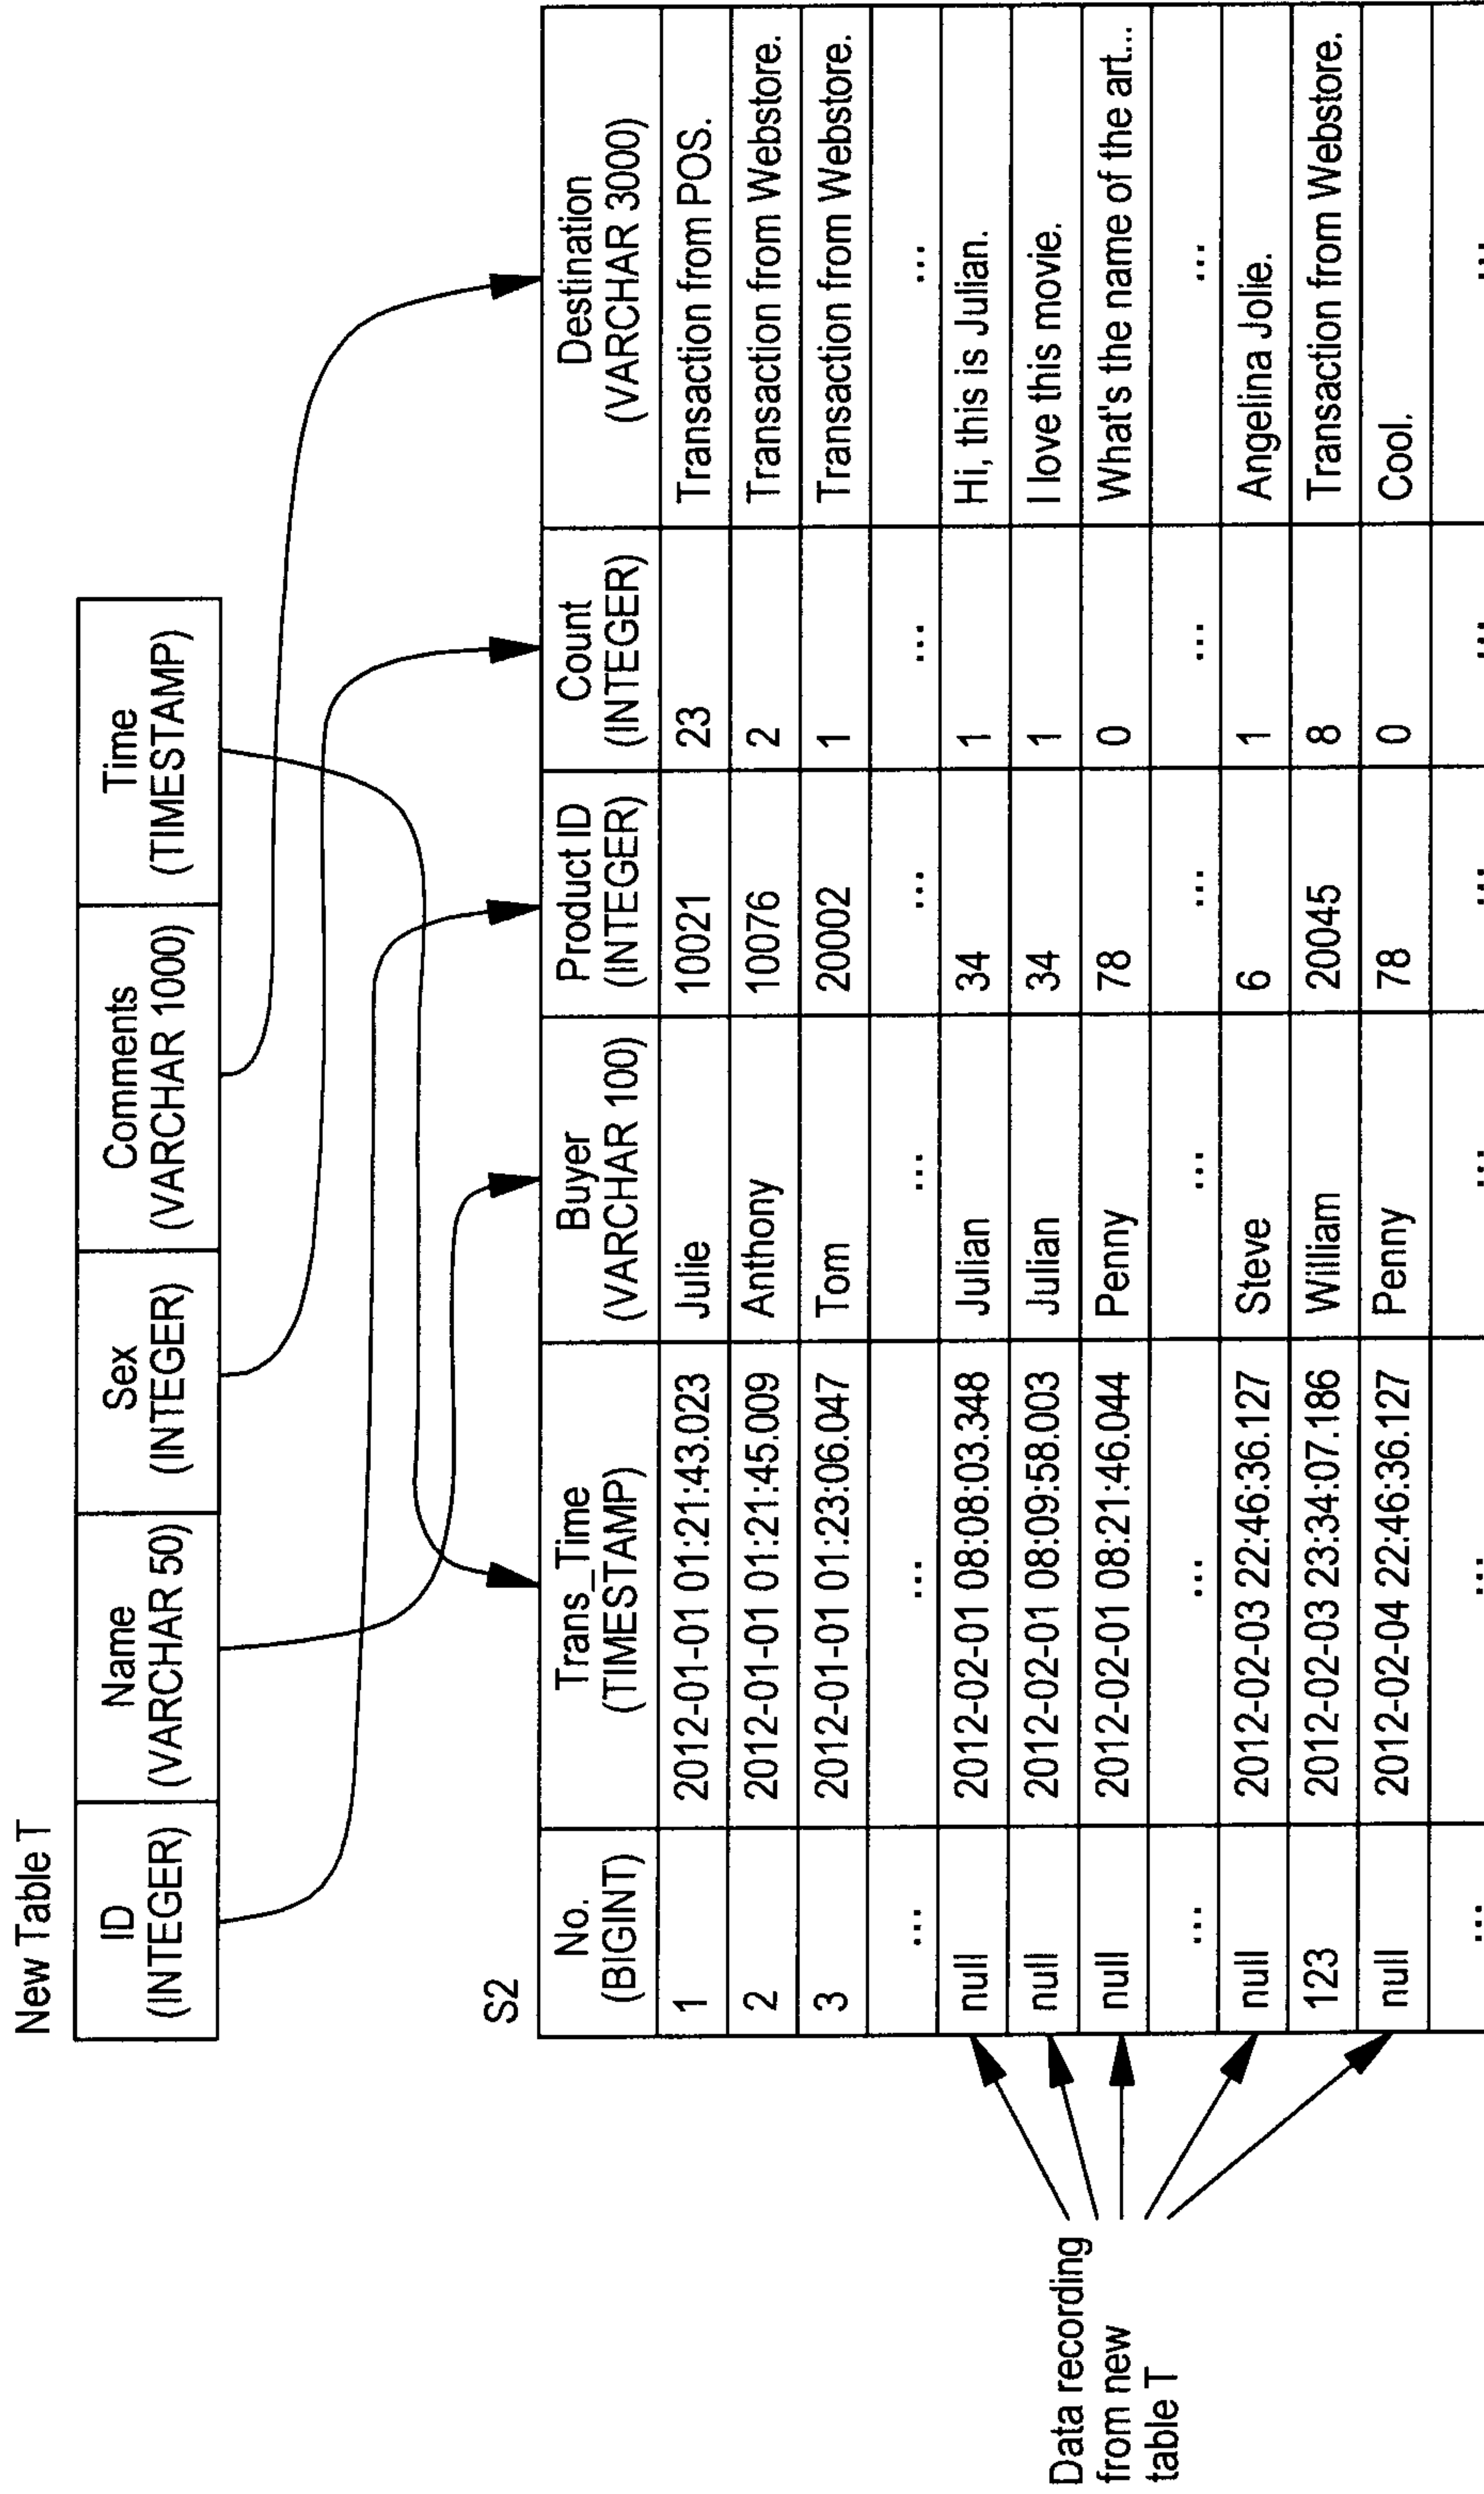 New Table T
ID Name Sex Comments Time
(INTEGER) (VARCHAR 50) (INTEGER) (VARCHAR 1000) (TIMESTAMP)
S2
No. Trans_Time Buyer Product ID Count Destination
(BIGINT) (TIMESTAMP) (VARCHAR 100) (INTEGER) (INTEGER) (VARCHAR 3000)
1 2012-01-01 01:21:43.023 Julie 10021 23 Transaction from POS.
2 2012-01-01 01:21:45.009 Anthony 10076 2 Transaction from Webstore.
3 2012-01-01 01:23:06.047 Tom 20002 1 Transaction from Webstore.
... ... ... ... ... ...
null 2012-02-01 08:08:03.348 Julian 34 1 Hi, this is Julian.
null 2012-02-01 08:09:58.003 Julian 34 1 I love this movie.
null 2012-02-01 08:21:46.044 Penny 78 0 What's the name of the art...
... ... ... ... ... ...
null 2012-02-03 22:46:36.127 Steve 6 1 Angelina Jolie.
123 2012-02-03 23:34:07.186 William 20045 8 Transaction from Webstore.
null 2012-02-04 22:46:36.127 Penny 78 0 Cool.
... ... ... ... ... ...
Data recording
from new
table T